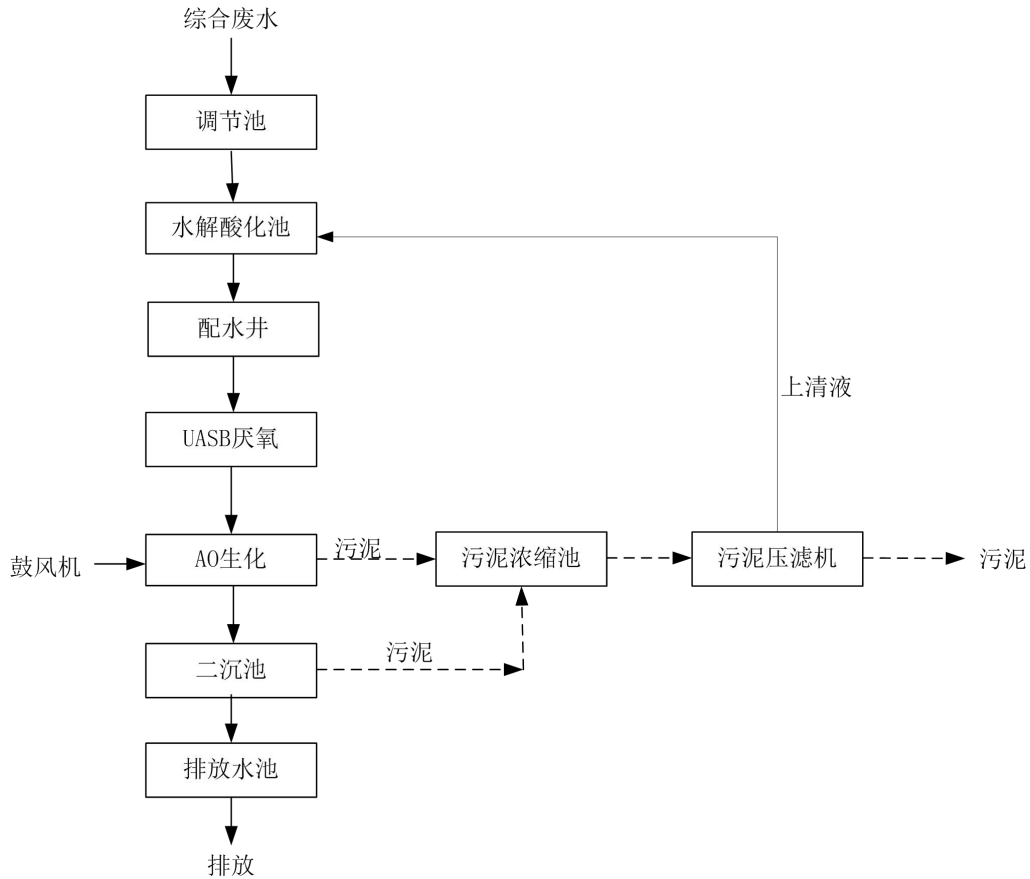 综合废水
调节池
水解酸化池
配水井
上清液
UASB厌氧
鼓风机
AO生化
污泥
污泥浓缩池
污泥压滤机
污泥
二沉池
污泥
排放水池
排放